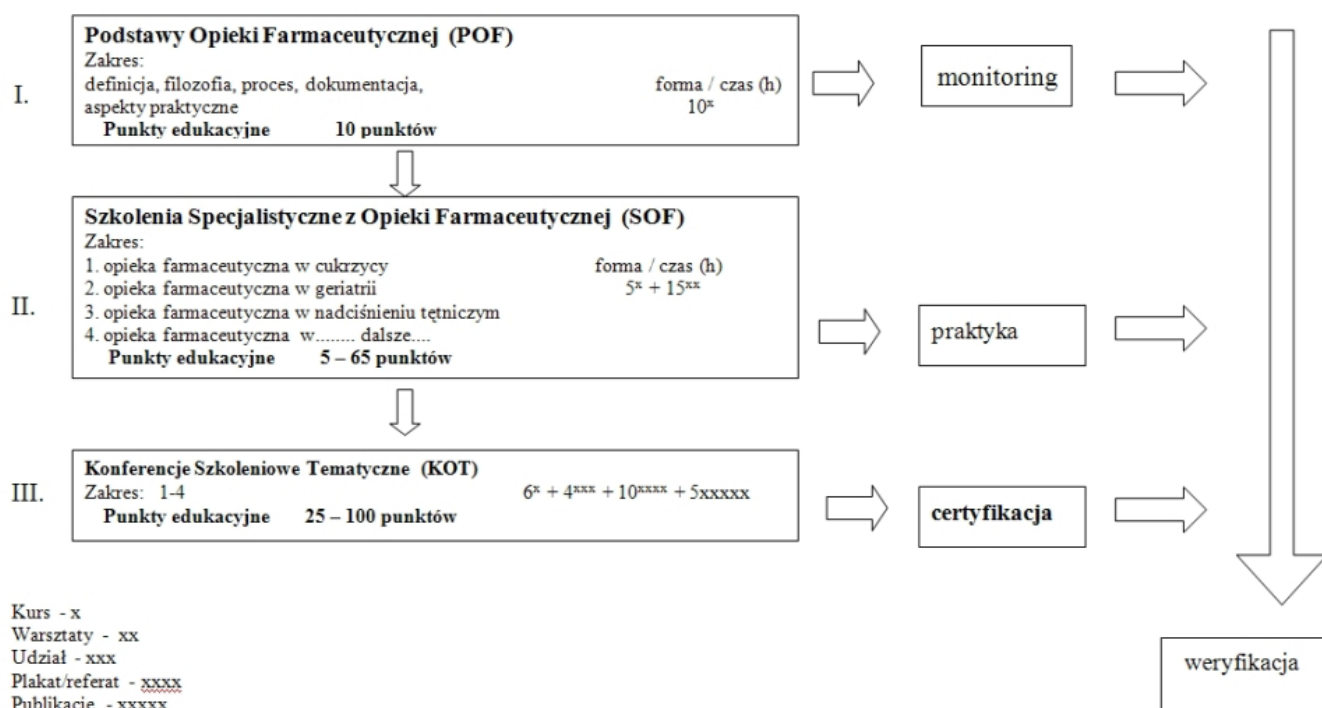 Podstawy Opieki Farmaceutycznej (POF)
Zakres:
definicja, filozofia, proces, dokumentacja, forma / czas (h)
aspekty praktyczne 10ˣ
Punkty edukacyjne 10 punktów
I.
monitoring
Szkolenia Specjalistyczne z Opieki Farmaceutycznej (SOF)
Zakres:
1. opieka farmaceutyczna w cukrzycy forma / czas (h)
2. opieka farmaceutyczna w geriatrii 5ˣ + 15ˣˣ
3. opieka farmaceutyczna w nadciśnieniu tętniczym
4. opieka farmaceutyczna w........ dalsze....
Punkty edukacyjne 5 – 65 punktów
II.
praktyka
Konferencje Szkoleniowe Tematyczne (KOT)
Zakres: 1-4 6ˣ + 4ˣˣˣ + 10ˣˣˣˣ + 5xxxxx
Punkty edukacyjne 25 – 100 punktów
III.
certyfikacja
Kurs - x
Warsztaty - xx
Udział - xxx
Plakat/referat - xxxx
Publikacje - xxxxx
weryfikacja